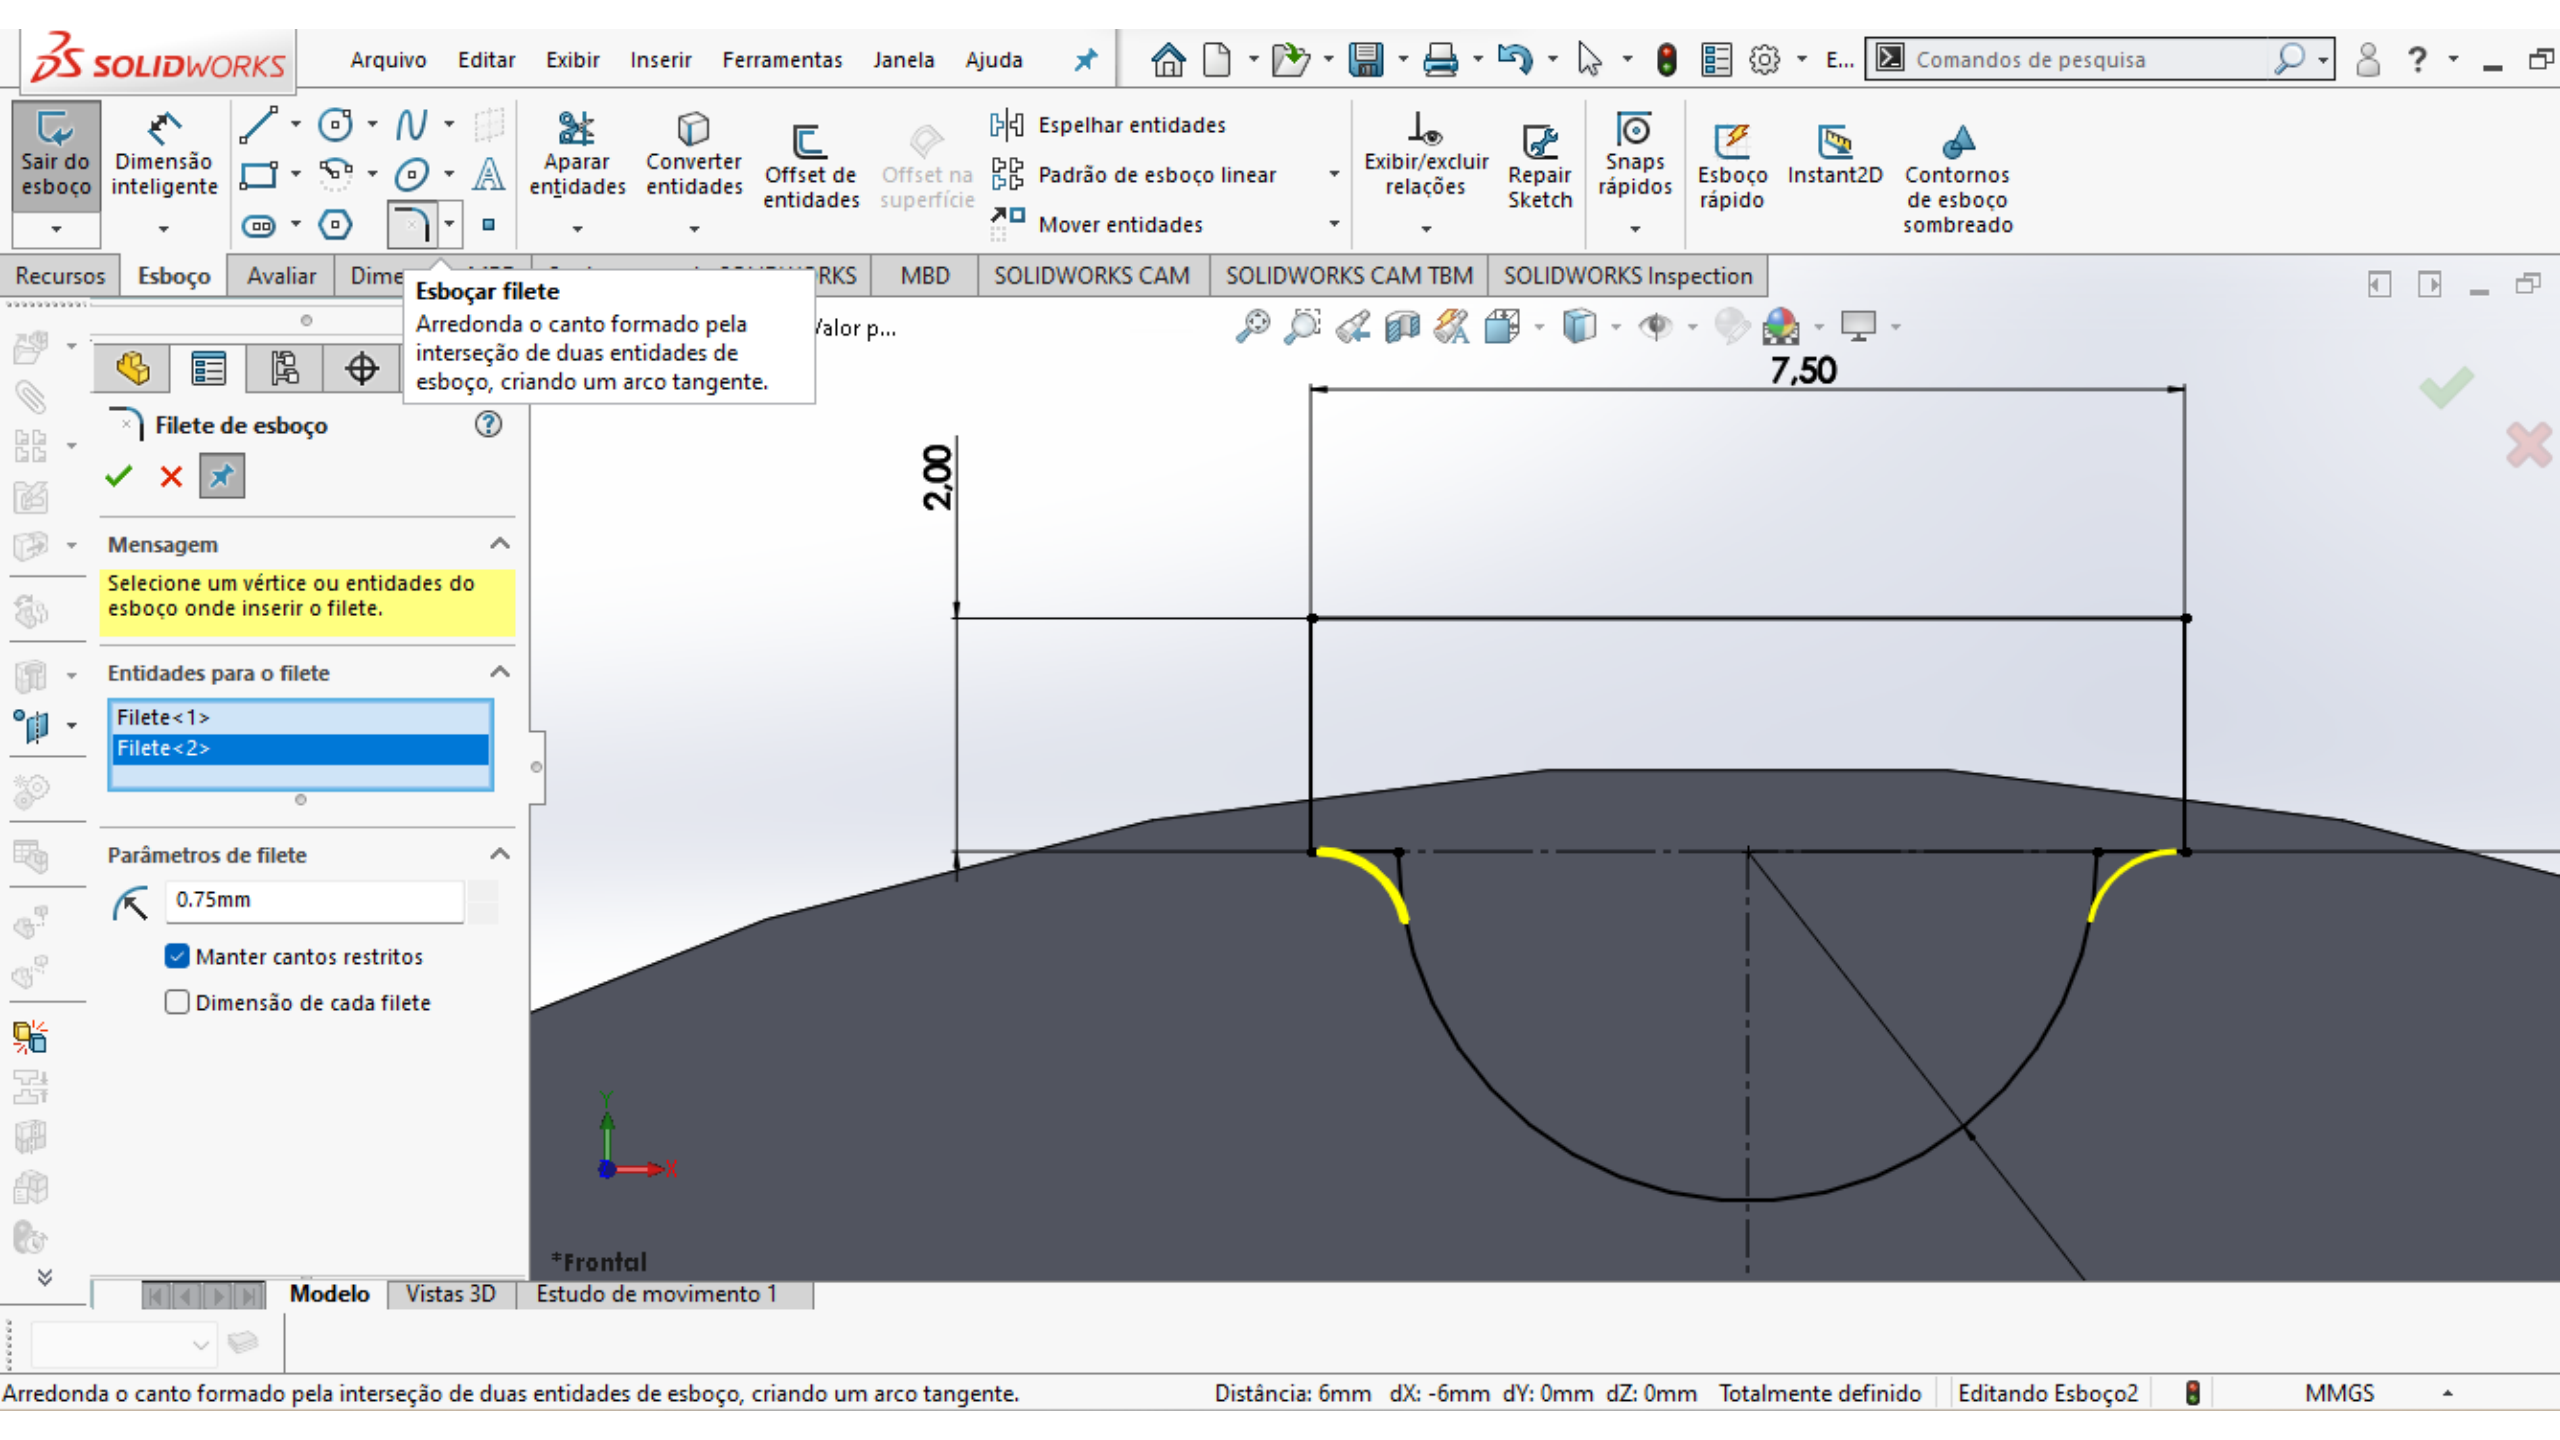 SOLIDWORKS
Arquivo Editar Exibir Inserir Ferramentas Janela Ajuda
E... Comandos de pesquisa ?
Sair do esboço
Dimensão inteligente
Aparar entidades
Converter entidades
Offset de entidades
Offset na superfície
Espelhar entidades
Padrão de esboço linear
Mover entidades
Exibir/excluir relações
Repair Sketch
Snaps rápidos
Esboço rápido
Instant2D
Contornos de esboço sombreado
Recursos Esboço Avaliar Dime RKS MBD SOLIDWORKS CAM SOLIDWORKS CAM TBM SOLIDWORKS Inspection
Esboçar filete
Arredonda o canto formado pela
interseção de duas entidades de
esboço, criando um arco tangente.
Valor p...
Filete de esboço
Mensagem
Selecione um vértice ou entidades do
esboço onde inserir o filete.
Entidades para o filete
Filete<1>
Filete<2>
Parâmetros de filete
0.75mm
Manter cantos restritos
Dimensão de cada filete
7,50
2,00
Y
X
*Frontal
Modelo Vistas 3D Estudo de movimento 1
Arredonda o canto formado pela interseção de duas entidades de esboço, criando um arco tangente. Distância: 6mm dX: -6mm dY: 0mm dZ: 0mm Totalmente definido Editando Esboço2 MMGS